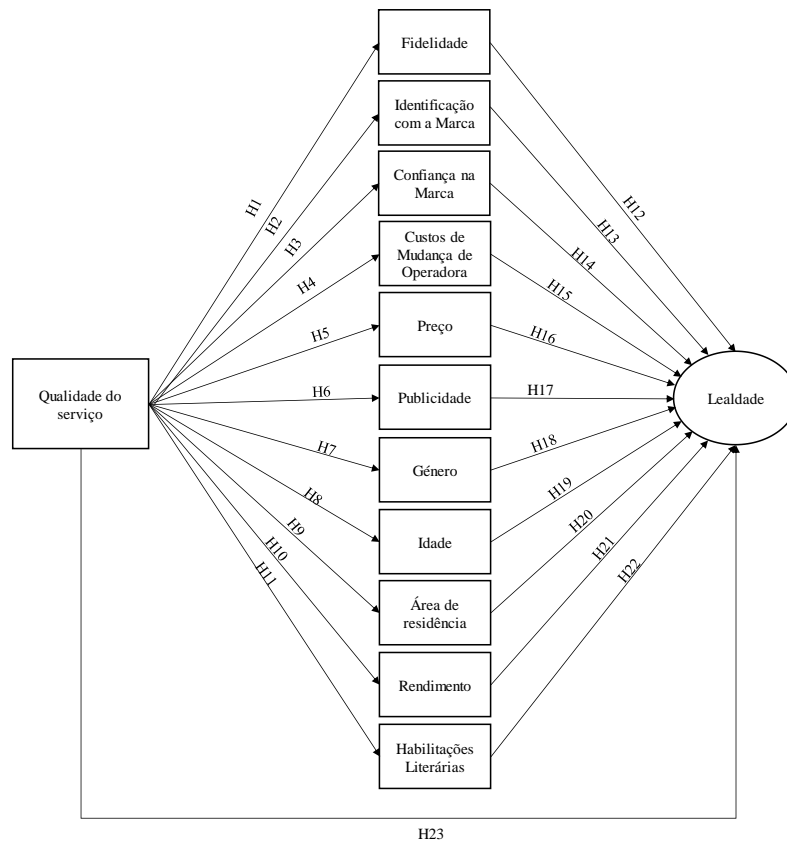 Fidelidade
Identificação
com a Marca
Confiança na
Marca
Custos de
Mudança de
Operadora
Preço
Publicidade
Género
Idade
Área de
residência
Rendimento
Habilitações
Literárias
Qualidade do
serviço
Lealdade
H1
H2
H3
H4
H5
H6
H7
H8
H9
H10
H11
H12
H13
H14
H15
H16
H17
H18
H19
H20
H21
H22
H23